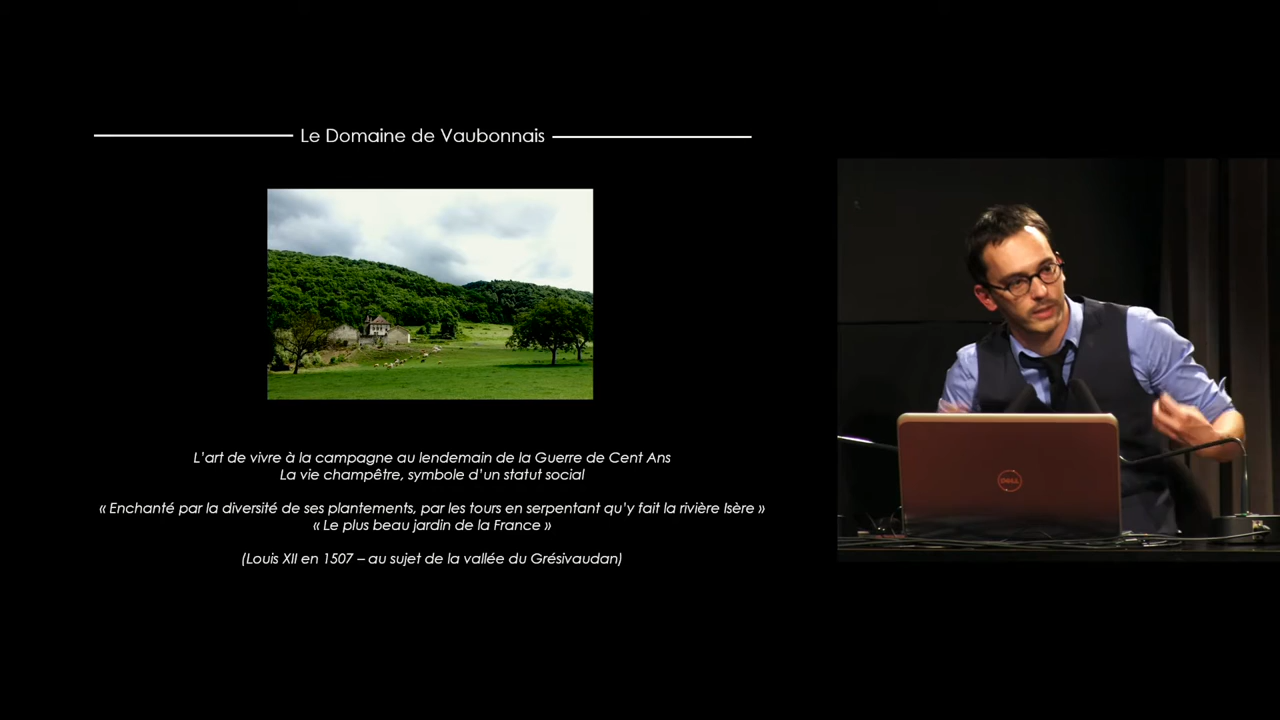 Le Domaine de Vaubonnais
L'art de vivre à la campagne au lendemain de la Guerre de Cent Ans
La vie champêtre, symbole d'un statut social
« Enchanté par la diversité de ses plantements, par les tours en serpentant qu'y fait la rivière Isère »
« Le plus beau jardin de la France »
(Louis XII en 1507 – au sujet de la vallée du Grésivaudan)
DELL